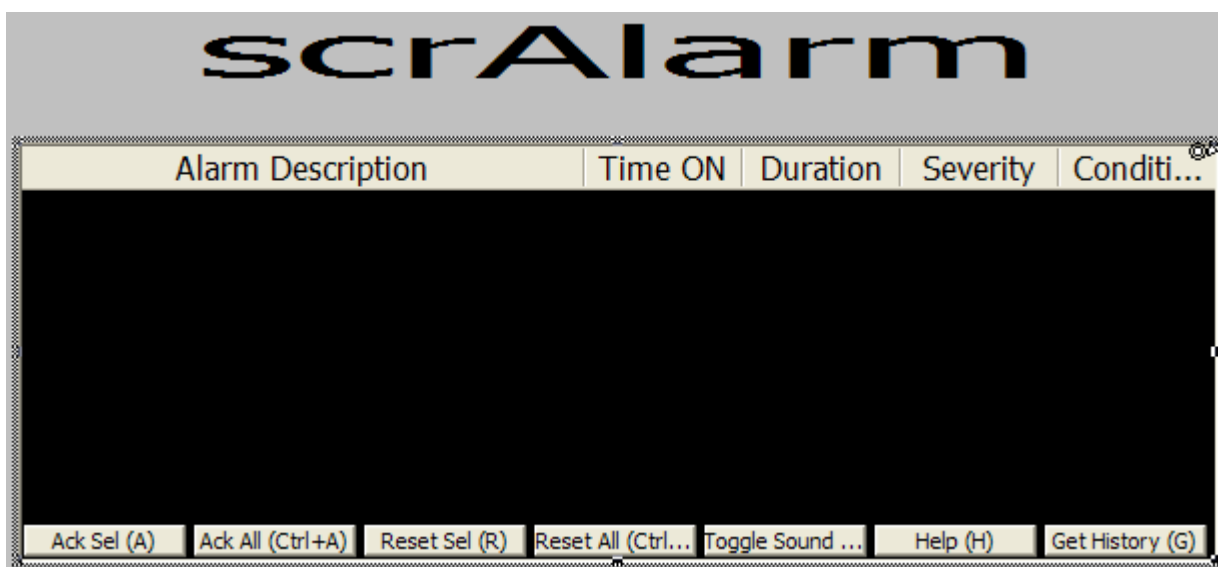 scrAlarm
Alarm Description Time ON Duration Severity Conditi...
Ack Sel (A) Ack All (Ctrl+A) Reset Sel (R) Reset All (Ctrl... Toggle Sound ... Help (H) Get History (G)